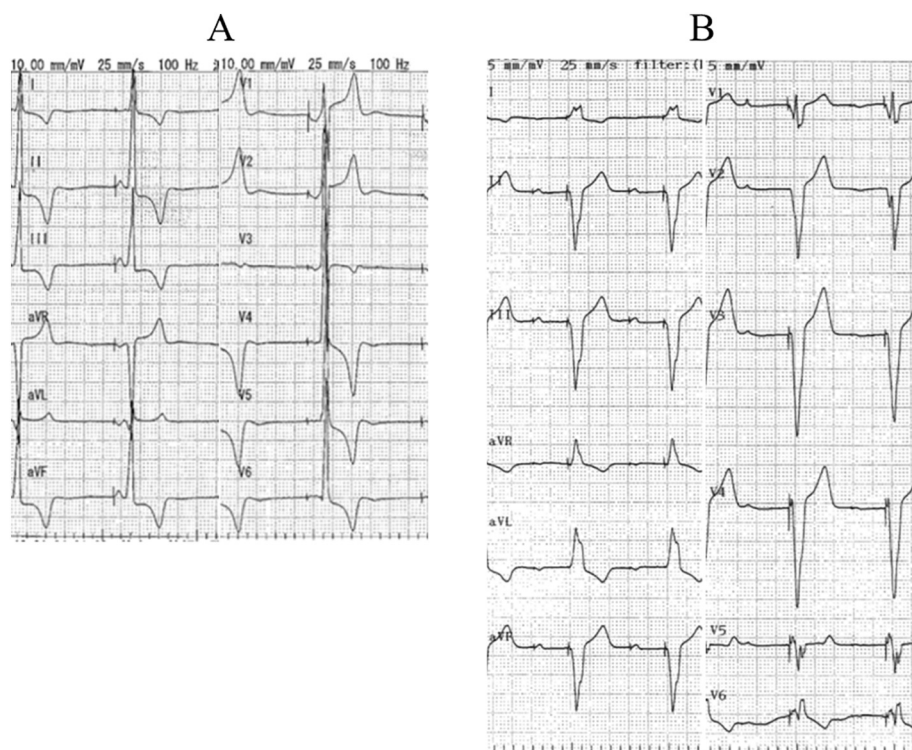 A
10.00 mm/mV 25 mm/s 100 Hz
10.00 mm/mV 25 mm/s 100 Hz
I
II
III
aVR
aVL
aVF
V1
V2
V3
V4
V5
V6
B
5 mm/mV 25 mm/s filter:
5 mm/mV
I
II
III
aVR
aVL
aVF
V1
V2
V3
V4
V5
V6